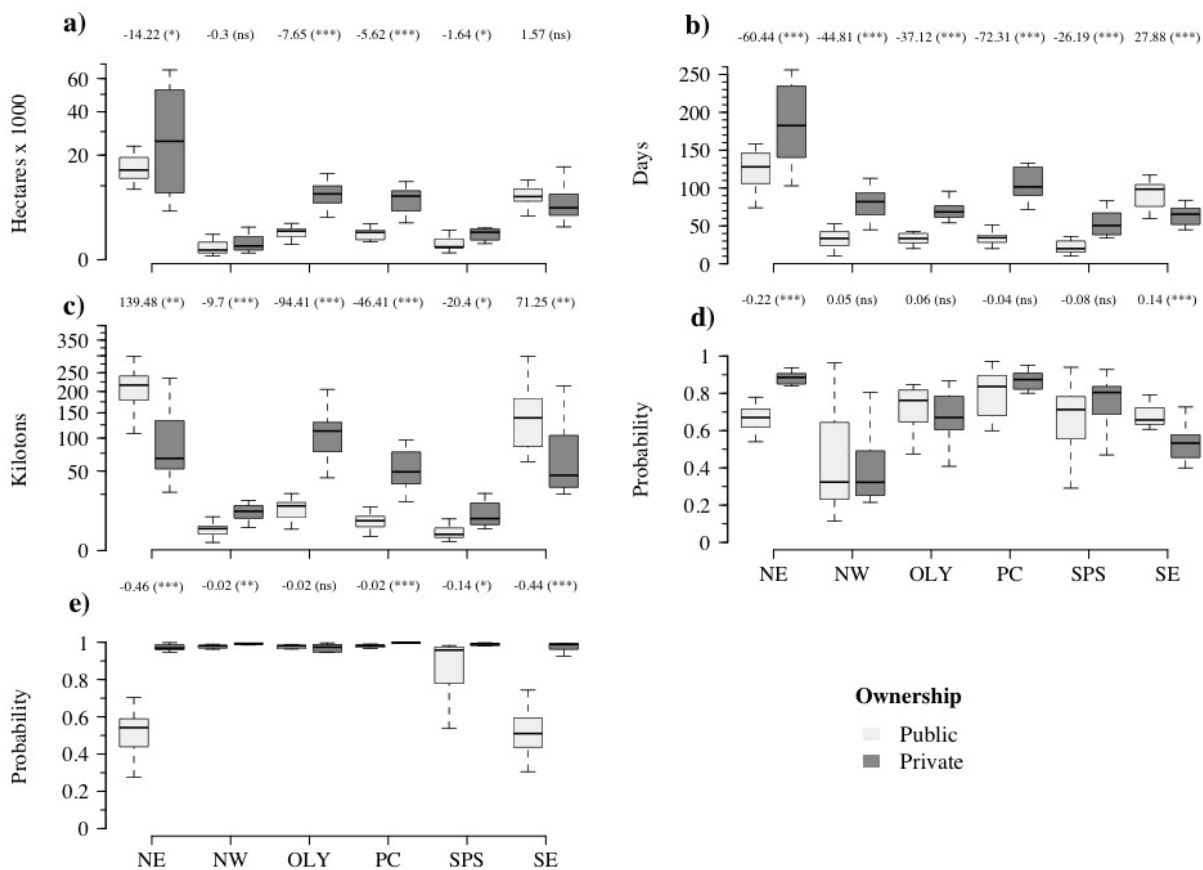 a)
-14.22 (*) -0.3 (ns) -7.65 (***) -5.62 (***) -1.64 (*) 1.57 (ns)
Hectares x 1000
60
40
20
0
b)
-60.44 (***) -44.81 (***) -37.12 (***) -72.31 (***) -26.19 (***) 27.88 (***)
Days
250
200
150
100
50
0
c)
139.48 (**) -9.7 (***) -94.41 (***) -46.41 (***) -20.4 (*) 71.25 (**)
Kilotons
350
250
200
150
100
50
0
d)
-0.22 (***) 0.05 (ns) 0.06 (ns) -0.04 (ns) -0.08 (ns) 0.14 (***)
Probability
1
0.8
0.6
0.4
0.2
0
NE NW OLY PC SPS SE
e)
-0.46 (***) -0.02 (**) -0.02 (ns) -0.02 (***) -0.14 (*) -0.44 (***)
Probability
1
0.8
0.6
0.4
0.2
0
NE NW OLY PC SPS SE
Ownership
Public
Private